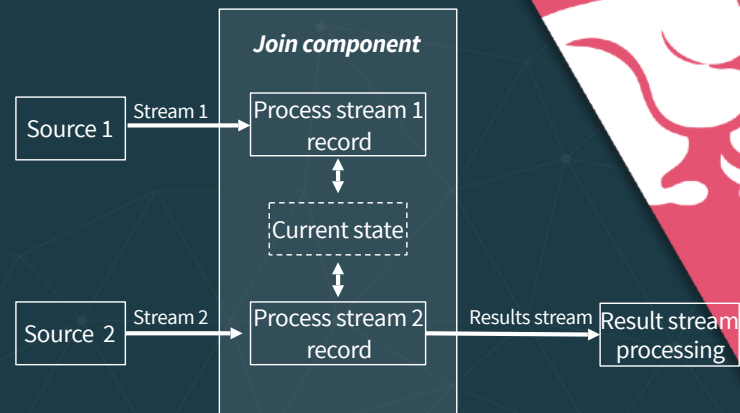 Join component
Stream 1
Source 1
Process stream 1
record
Current state
Stream 2
Source  2
Process stream 2
record
Results stream
Result stream
processing